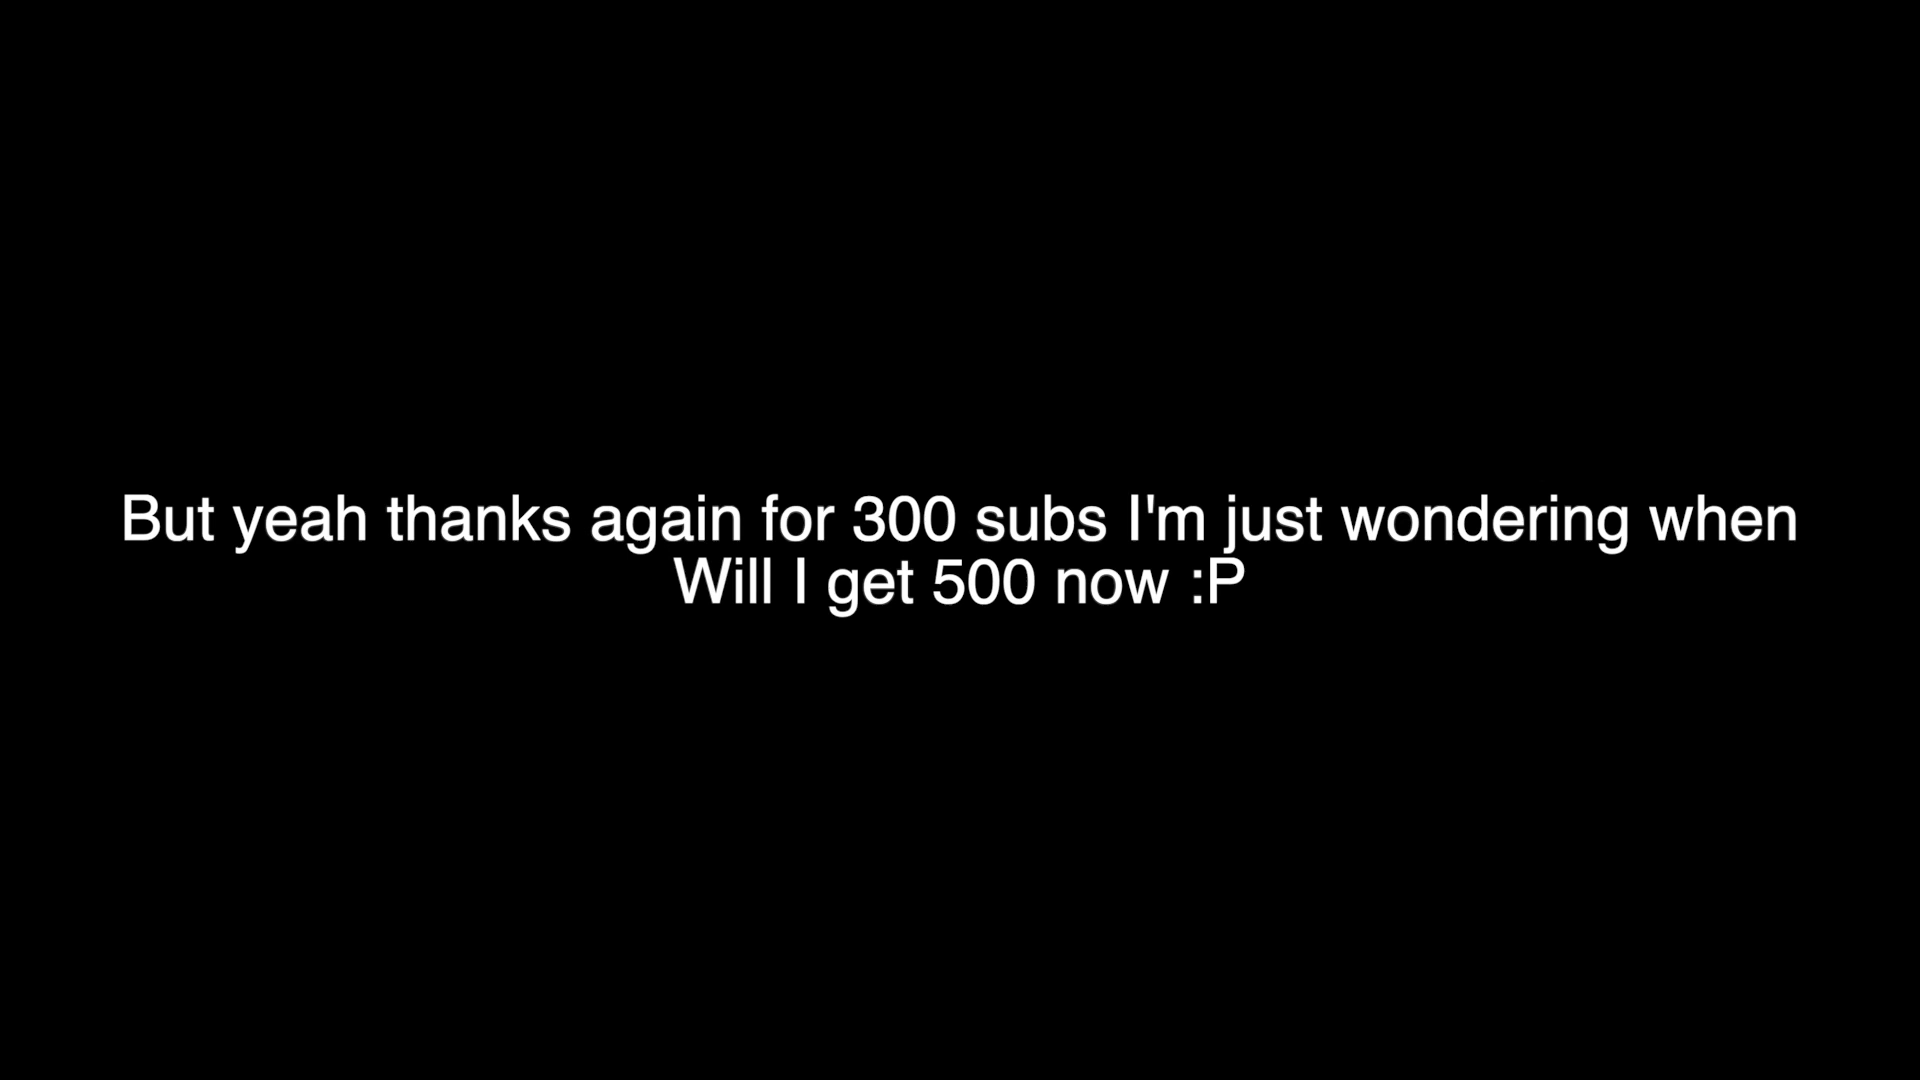 But yeah thanks again for 300 subs I'm just wondering when
Will I get 500 now :P